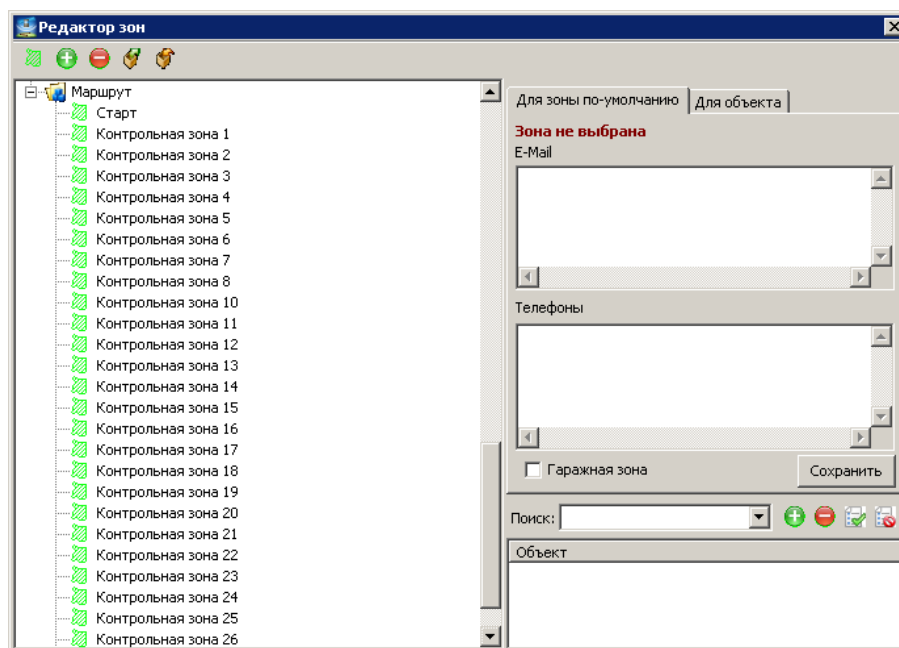 Редактор зон
Маршрут
Старт
Контрольная зона 1
Контрольная зона 2
Контрольная зона 3
Контрольная зона 4
Контрольная зона 5
Контрольная зона 6
Контрольная зона 7
Контрольная зона 8
Контрольная зона 10
Контрольная зона 11
Контрольная зона 12
Контрольная зона 13
Контрольная зона 14
Контрольная зона 15
Контрольная зона 16
Контрольная зона 17
Контрольная зона 18
Контрольная зона 19
Контрольная зона 20
Контрольная зона 21
Контрольная зона 22
Контрольная зона 23
Контрольная зона 24
Контрольная зона 25
Контрольная зона 26
Для зоны по-умолчанию Для объекта
Зона не выбрана
E-Mail
Телефоны
Гаражная зона Сохранить
Поиск:
Объект